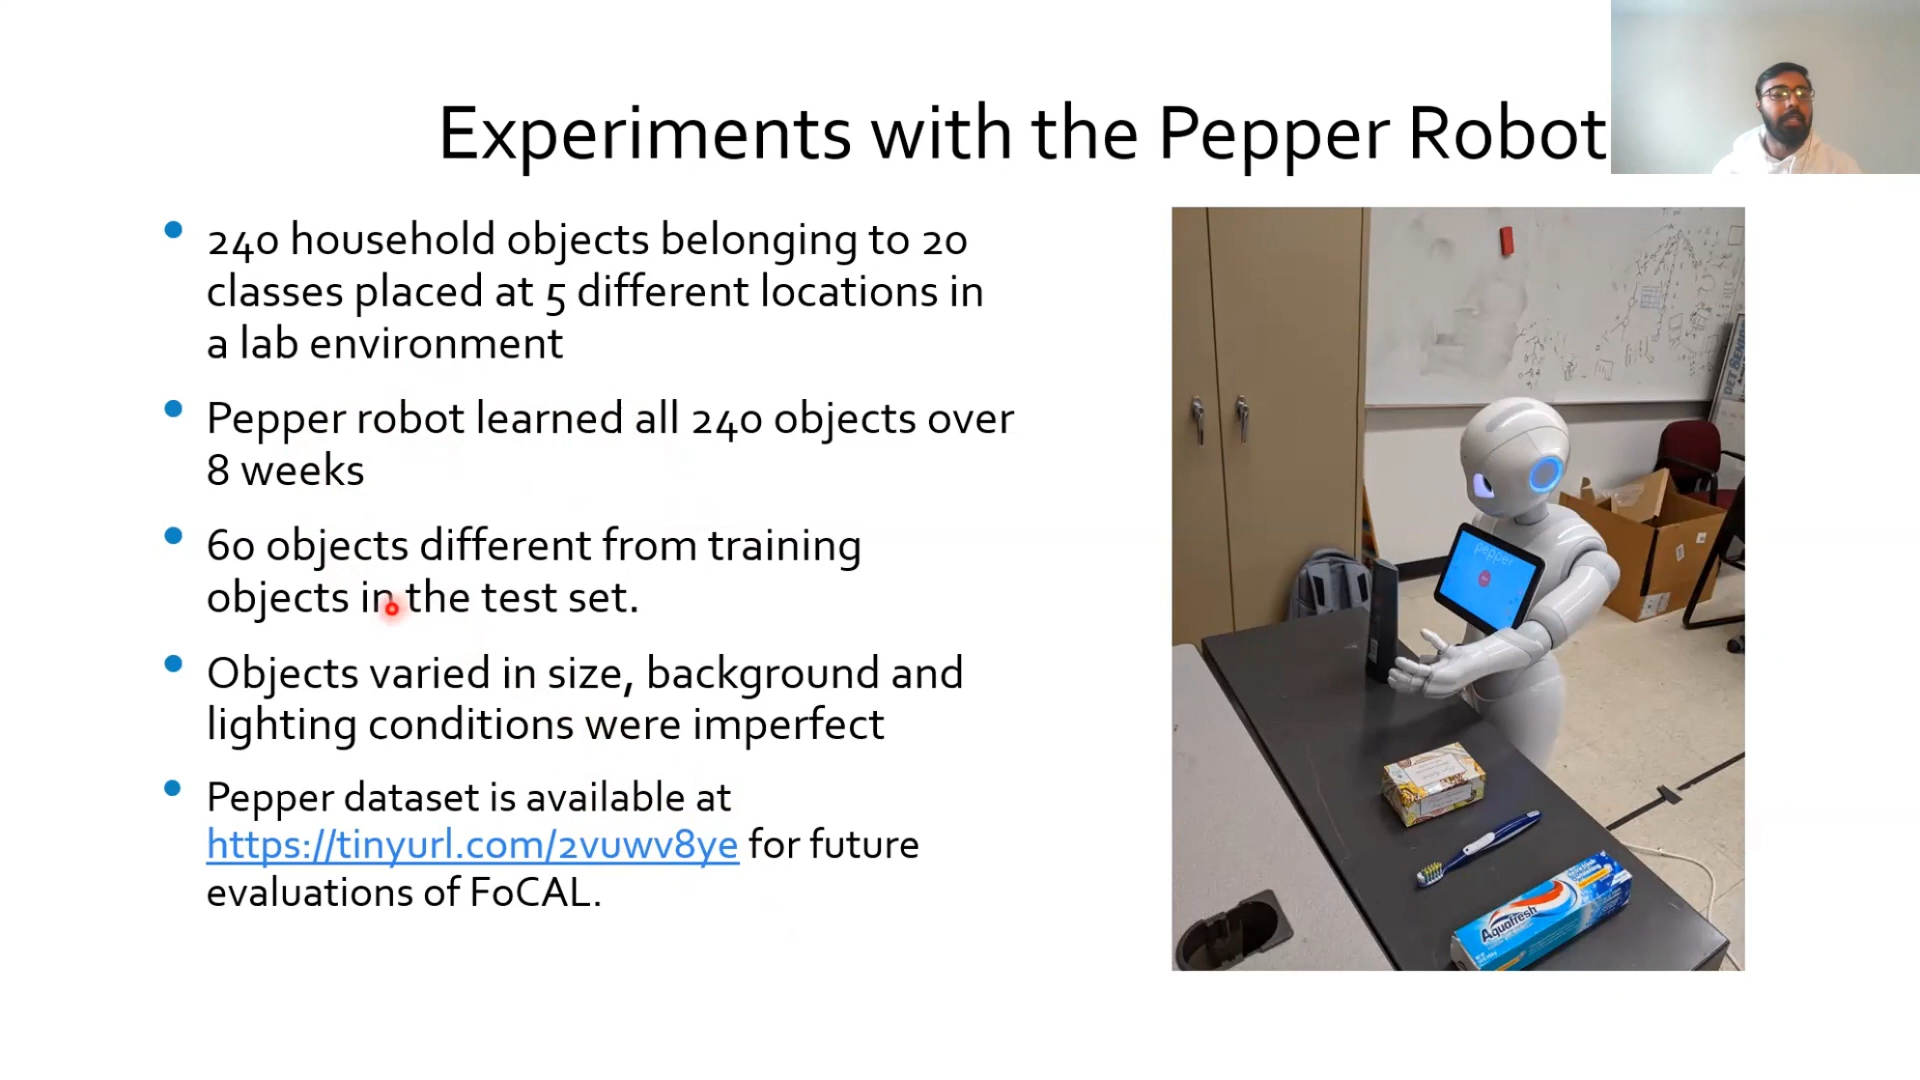 Experiments with the Pepper Robot
240 household objects belonging to 20
classes placed at 5 different locations in
a lab environment
Pepper robot learned all 240 objects over
8 weeks
60 objects different from training
objects in the test set.
Objects varied in size, background and
lighting conditions were imperfect
Pepper dataset is available at
https://tinyurl.com/2vuwv8ye for future
evaluations of FoCAL.
pepper
Aquafresh